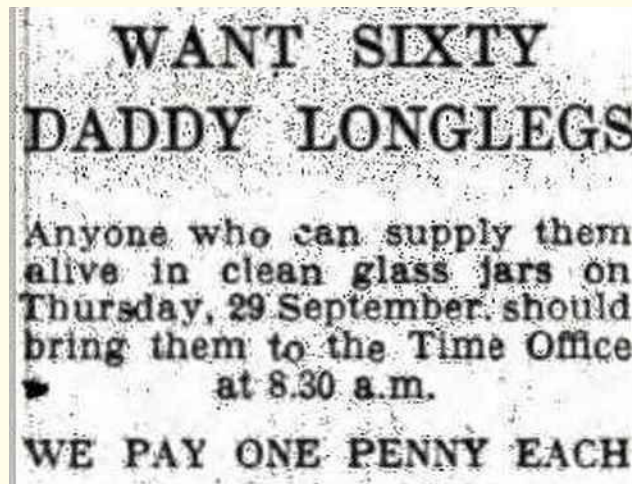 WANT SIXTY
DADDY LONGLEGS
Anyone who can supply them
alive in clean glass jars on
Thursday, 29 September, should
bring them to the Time Office
at 8.30 a.m.
WE PAY ONE PENNY EACH